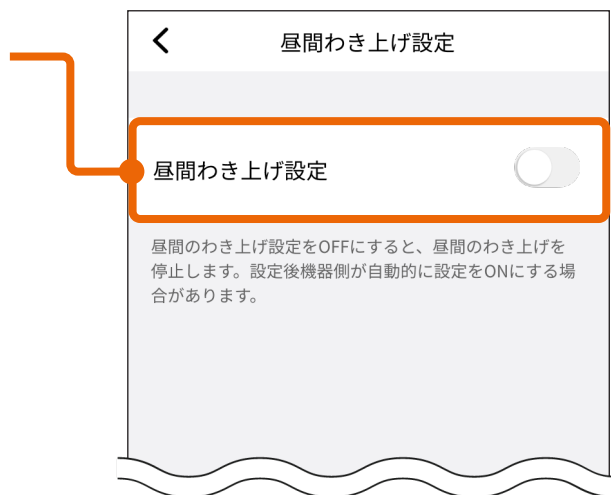 昼間わき上げ設定
昼間わき上げ設定
昼間のわき上げ設定をOFFにすると、昼間のわき上げを
停止します。設定後機器側が自動的に設定をONにする場
合があります。